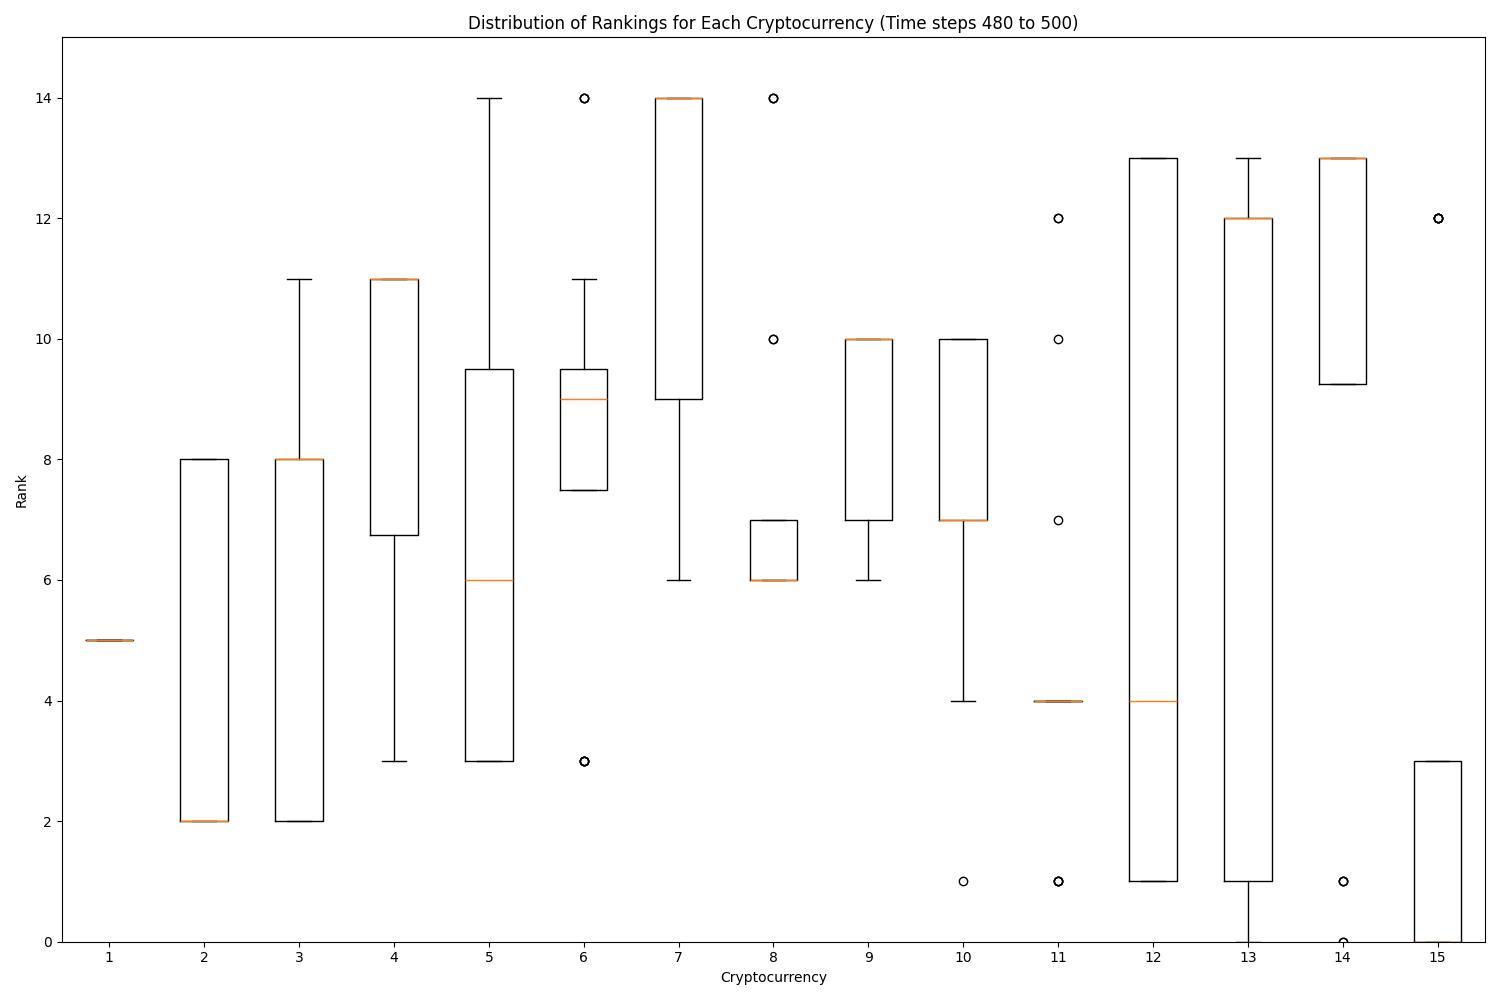 Distribution of Rankings for Each Cryptocurrency (Time steps 480 to 500)
14
12
10
8
6
4
2
0
Rank
1 2 3 4 5 6 7 8 9 10 11 12 13 14 15
Cryptocurrency